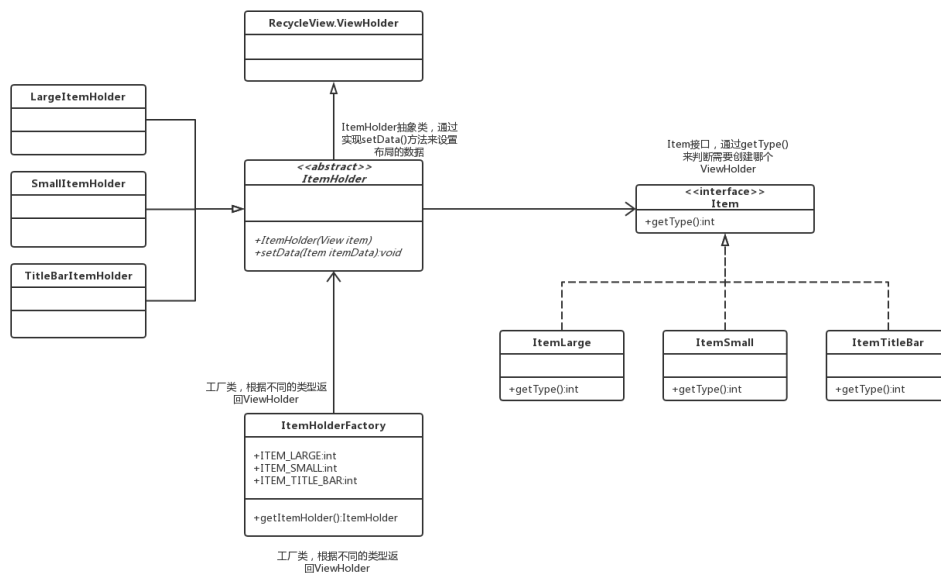 RecycleView.ViewHolder
LargeItemHolder
SmallItemHolder
TitleBarItemHolder
ItemHolder抽象类，通过
实现setData()方法来设置
布局的数据
<<abstract>>
ItemHolder
+ItemHolder(View item)
+setData(Item itemData):void
Item接口，通过getType()
来判断需要创建哪个
ViewHolder
<<interface>>
Item
+getType():int
ItemLarge
+getType():int
ItemSmall
+getType():int
ItemTitleBar
+getType():int
工厂类，根据不同的类型返
回ViewHolder
ItemHolderFactory
+ITEM_LARGE:int
+ITEM_SMALL:int
+ITEM_TITLE_BAR:int
+getItemHolder():ItemHolder
工厂类，根据不同的类型返
回ViewHolder